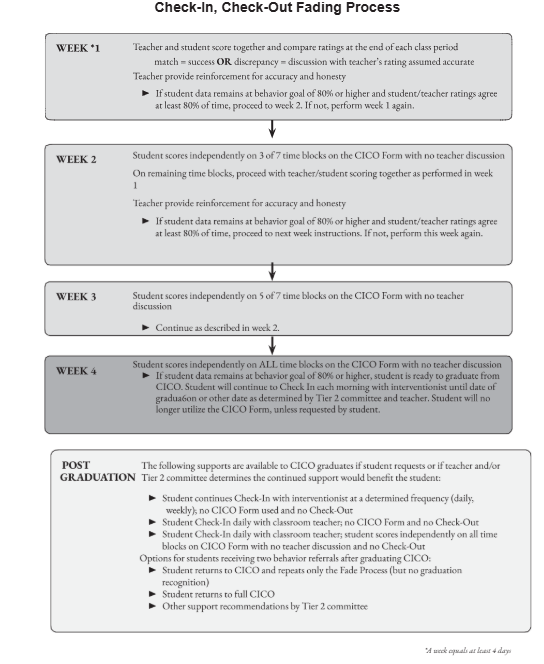 Check-In, Check-Out Fading Process
WEEK *1
Teacher and student score together and compare ratings at the end of each class period
match = success OR discrepancy = discussion with teacher's rating assumed accurate
Teacher provide reinforcement for accuracy and honesty
► If student data remains at behavior goal of 80% or higher and student/teacher ratings agree
at least 80% of time, proceed to week 2. If not, perform week 1 again.
WEEK 2
Student scores independently on 3 of 7 time blocks on the CICO Form with no teacher discussion
On remaining time blocks, proceed with teacher/student scoring together as performed in week
1
Teacher provide reinforcement for accuracy and honesty
► If student data remains at behavior goal of 80% or higher and student/teacher ratings agree
at least 80% of time, proceed to next week instructions. If not, perform this week again.
WEEK 3
Student scores independently on 5 of 7 time blocks on the CICO Form with no teacher
discussion
► Continue as described in week 2.
WEEK 4
Student scores independently on ALL time blocks on the CICO Form with no teacher discussion
► If student data remains at behavior goal of 80% or higher, student is ready to graduate from
CICO. Student will continue to Check In each morning with interventionist until date of
gradua6on or other date as determined by Tier 2 committee and teacher. Student will no
longer utilize the CICO Form, unless requested by student.
POST
GRADUATION
The following supports are available to CICO graduates if student requests or if teacher and/or
Tier 2 committee determines the continued support would benefit the student:
► Student continues Check-In with interventionist at a determined frequency (daily,
weekly); no CICO Form used and no Check-Out
► Student Check-In daily with classroom teacher; no CICO Form and no Check-Out
► Student Check-In daily with classroom teacher; student scores independently on all time
blocks on CICO Form with no teacher discussion and no Check-Out
Options for students receiving two behavior referrals after graduating CICO:
► Student returns to CICO and repeats only the Fade Process (but no graduation
recognition)
► Student returns to full CICO
► Other support recommendations by Tier 2 committee
*A week equals at least 4 days